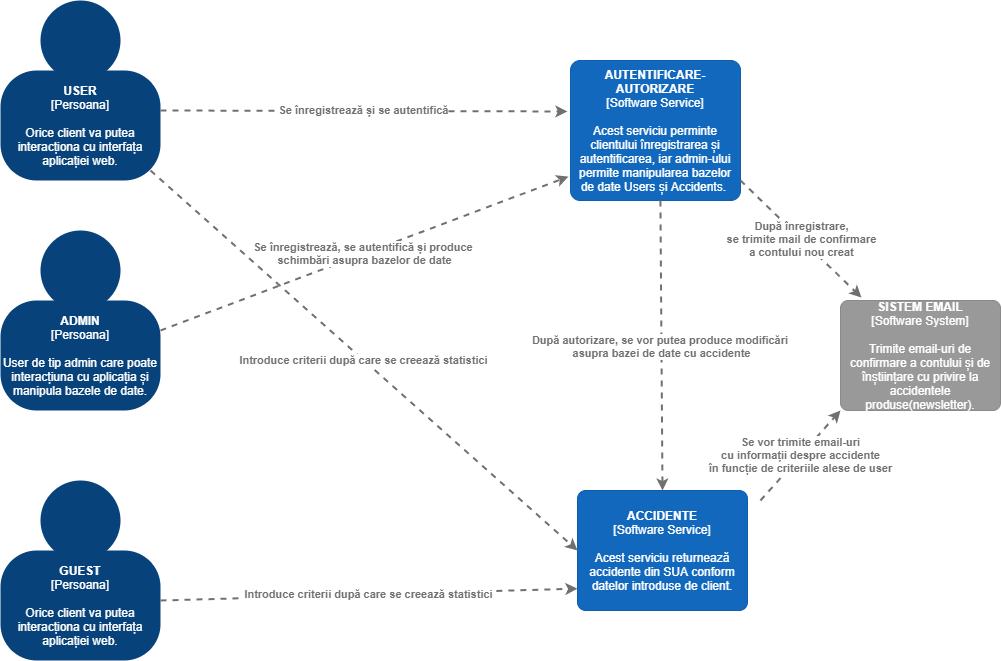 USER
[Persoana]
Orice client va putea
interacționa cu interfața
aplicației web.
Se înregistrează și se autentifică
AUTENTIFICARE-
AUTORIZARE
[Software Service]
Acest serviciu perminte
clientului înregistrarea și
autentificarea, iar admin-ului
permite manipularea bazelor
de date Users și Accidents.
După înregistrare,
se trimite mail de confirmare
a contului nou creat
Se înregistrează, se autentifică și produce
schimbări asupra bazelor de date
ADMIN
[Persoana]
User de tip admin care poate
interacțiuna cu aplicația și
manipula bazele de date.
SISTEM EMAIL
[Software System]
Trimite email-uri de
confirmare a contului și de
înștiințare cu privire la
accidentele
produse(newsletter).
După autorizare, se vor putea produce modificări
asupra bazei de date cu accidente
Introduce criterii după care se creează statistici
Se vor trimite email-uri
cu informații despre accidente
în funcție de criteriile alese de user
ACCIDENTE
[Software Service]
Acest serviciu returnează
accidente din SUA conform
datelor introduse de client.
GUEST
[Persoana]
Orice client va putea
interacționa cu interfața
aplicației web.
Introduce criterii după care se creează statistici